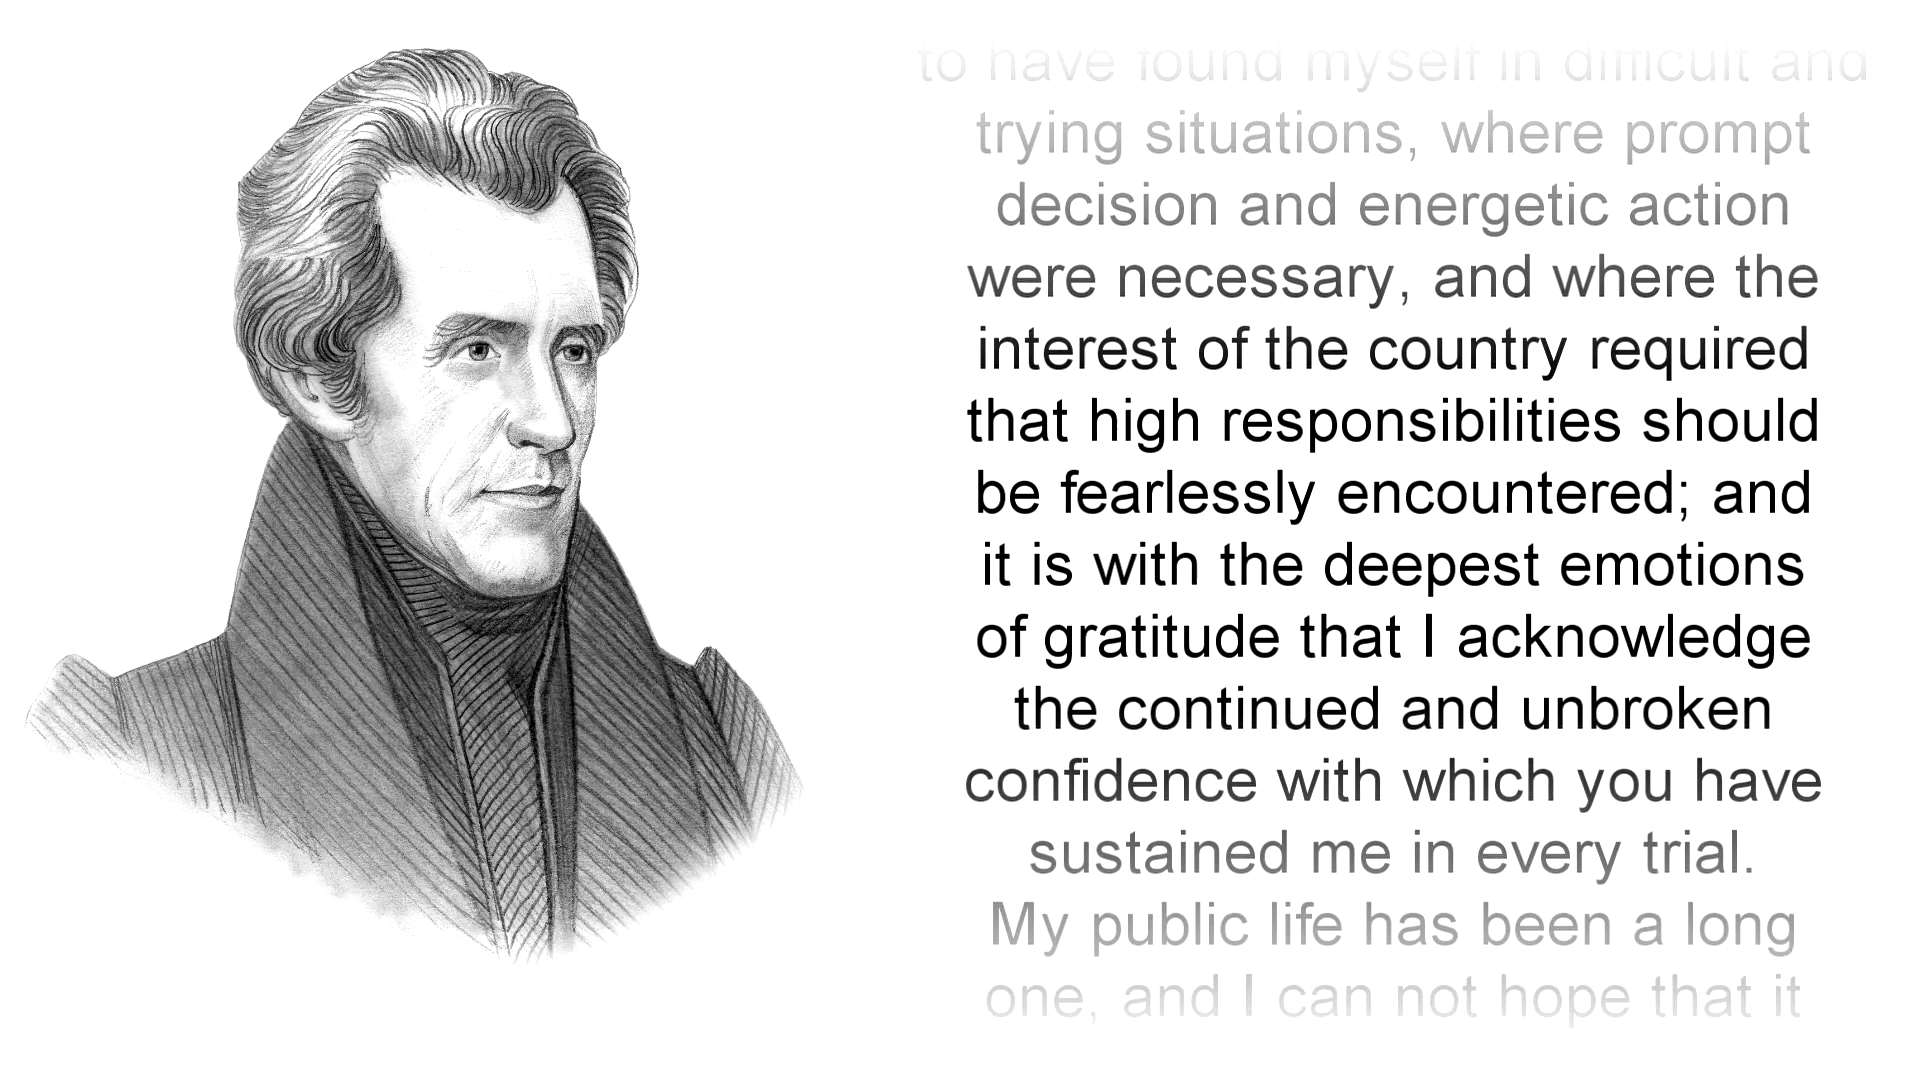 to have found myself in difficult and
trying situations, where prompt
decision and energetic action
were necessary, and where the
interest of the country required
that high responsibilities should
be fearlessly encountered; and
it is with the deepest emotions
of gratitude that I acknowledge
the continued and unbroken
confidence with which you have
sustained me in every trial.
My public life has been a long
one, and I can not hope that it